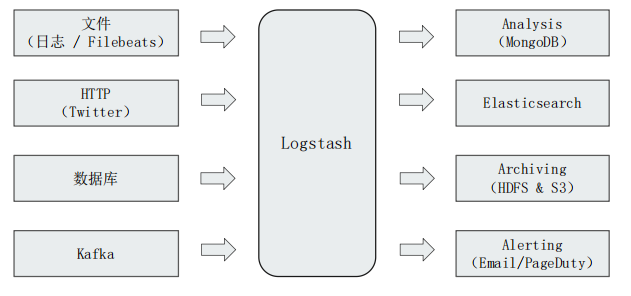 文件
（日志 / Filebeats）
HTTP
（Twitter）
数据库
Kafka
Logstash
Analysis
（MongoDB）
Elasticsearch
Archiving
（HDFS & S3）
Alerting
（Email/PageDuty）